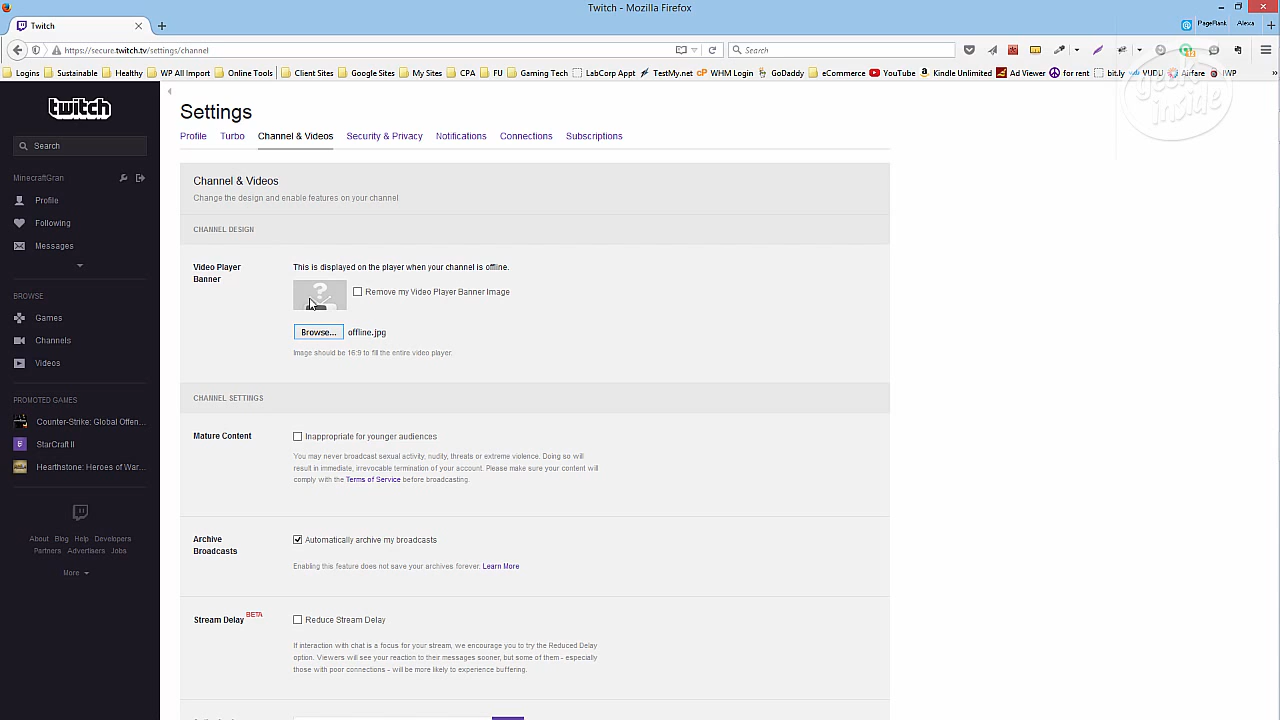 Twitch - Mozilla Firefox
Twitch
PageRank
Alexa
https://secure.twitch.tv/settings/channel
Search
Logins
Sustainable
Healthy
WP All Import
Online Tools
Client Sites
Google Sites
My Sites
CPA
FU
Gaming Tech
LabCorp Appt
TestMy.net
WHM Login
GoDaddy
eCommerce
YouTube
Kindle Unlimited
Ad Viewer
for rent
bit.ly
VUDU
Airfare
IWP
geek inside
twitch
Search
MinecraftGran
Profile
Following
Messages
BROWSE
Games
Channels
Videos
PROMOTED GAMES
Counter-Strike: Global Offen...
StarCraft II
Hearthstone: Heroes of War...
About Blog Help Developers
Partners Advertisers Jobs
More
Settings
Profile Turbo Channel & Videos Security & Privacy Notifications Connections Subscriptions
Channel & Videos
Change the design and enable features on your channel
CHANNEL DESIGN
Video Player
Banner
This is displayed on the player when your channel is offline.
Remove my Video Player Banner Image
Browse... offline.jpg
Image should be 16:9 to fill the entire video player.
CHANNEL SETTINGS
Mature Content
Inappropriate for younger audiences
You may never broadcast sexual activity, nudity, threats or extreme violence. Doing so will
result in immediate, irrevocable termination of your account. Please make sure your content will
comply with the Terms of Service before broadcasting.
Archive
Broadcasts
Automatically archive my broadcasts
Enabling this feature does not save your archives forever. Learn More
Stream Delay BETA
Reduce Stream Delay
If interaction with chat is a focus for your stream, we encourage you to try the Reduced Delay
option. Viewers will see your reaction to their messages sooner, but some of them - especially
those with poor connections - will be more likely to experience buffering.